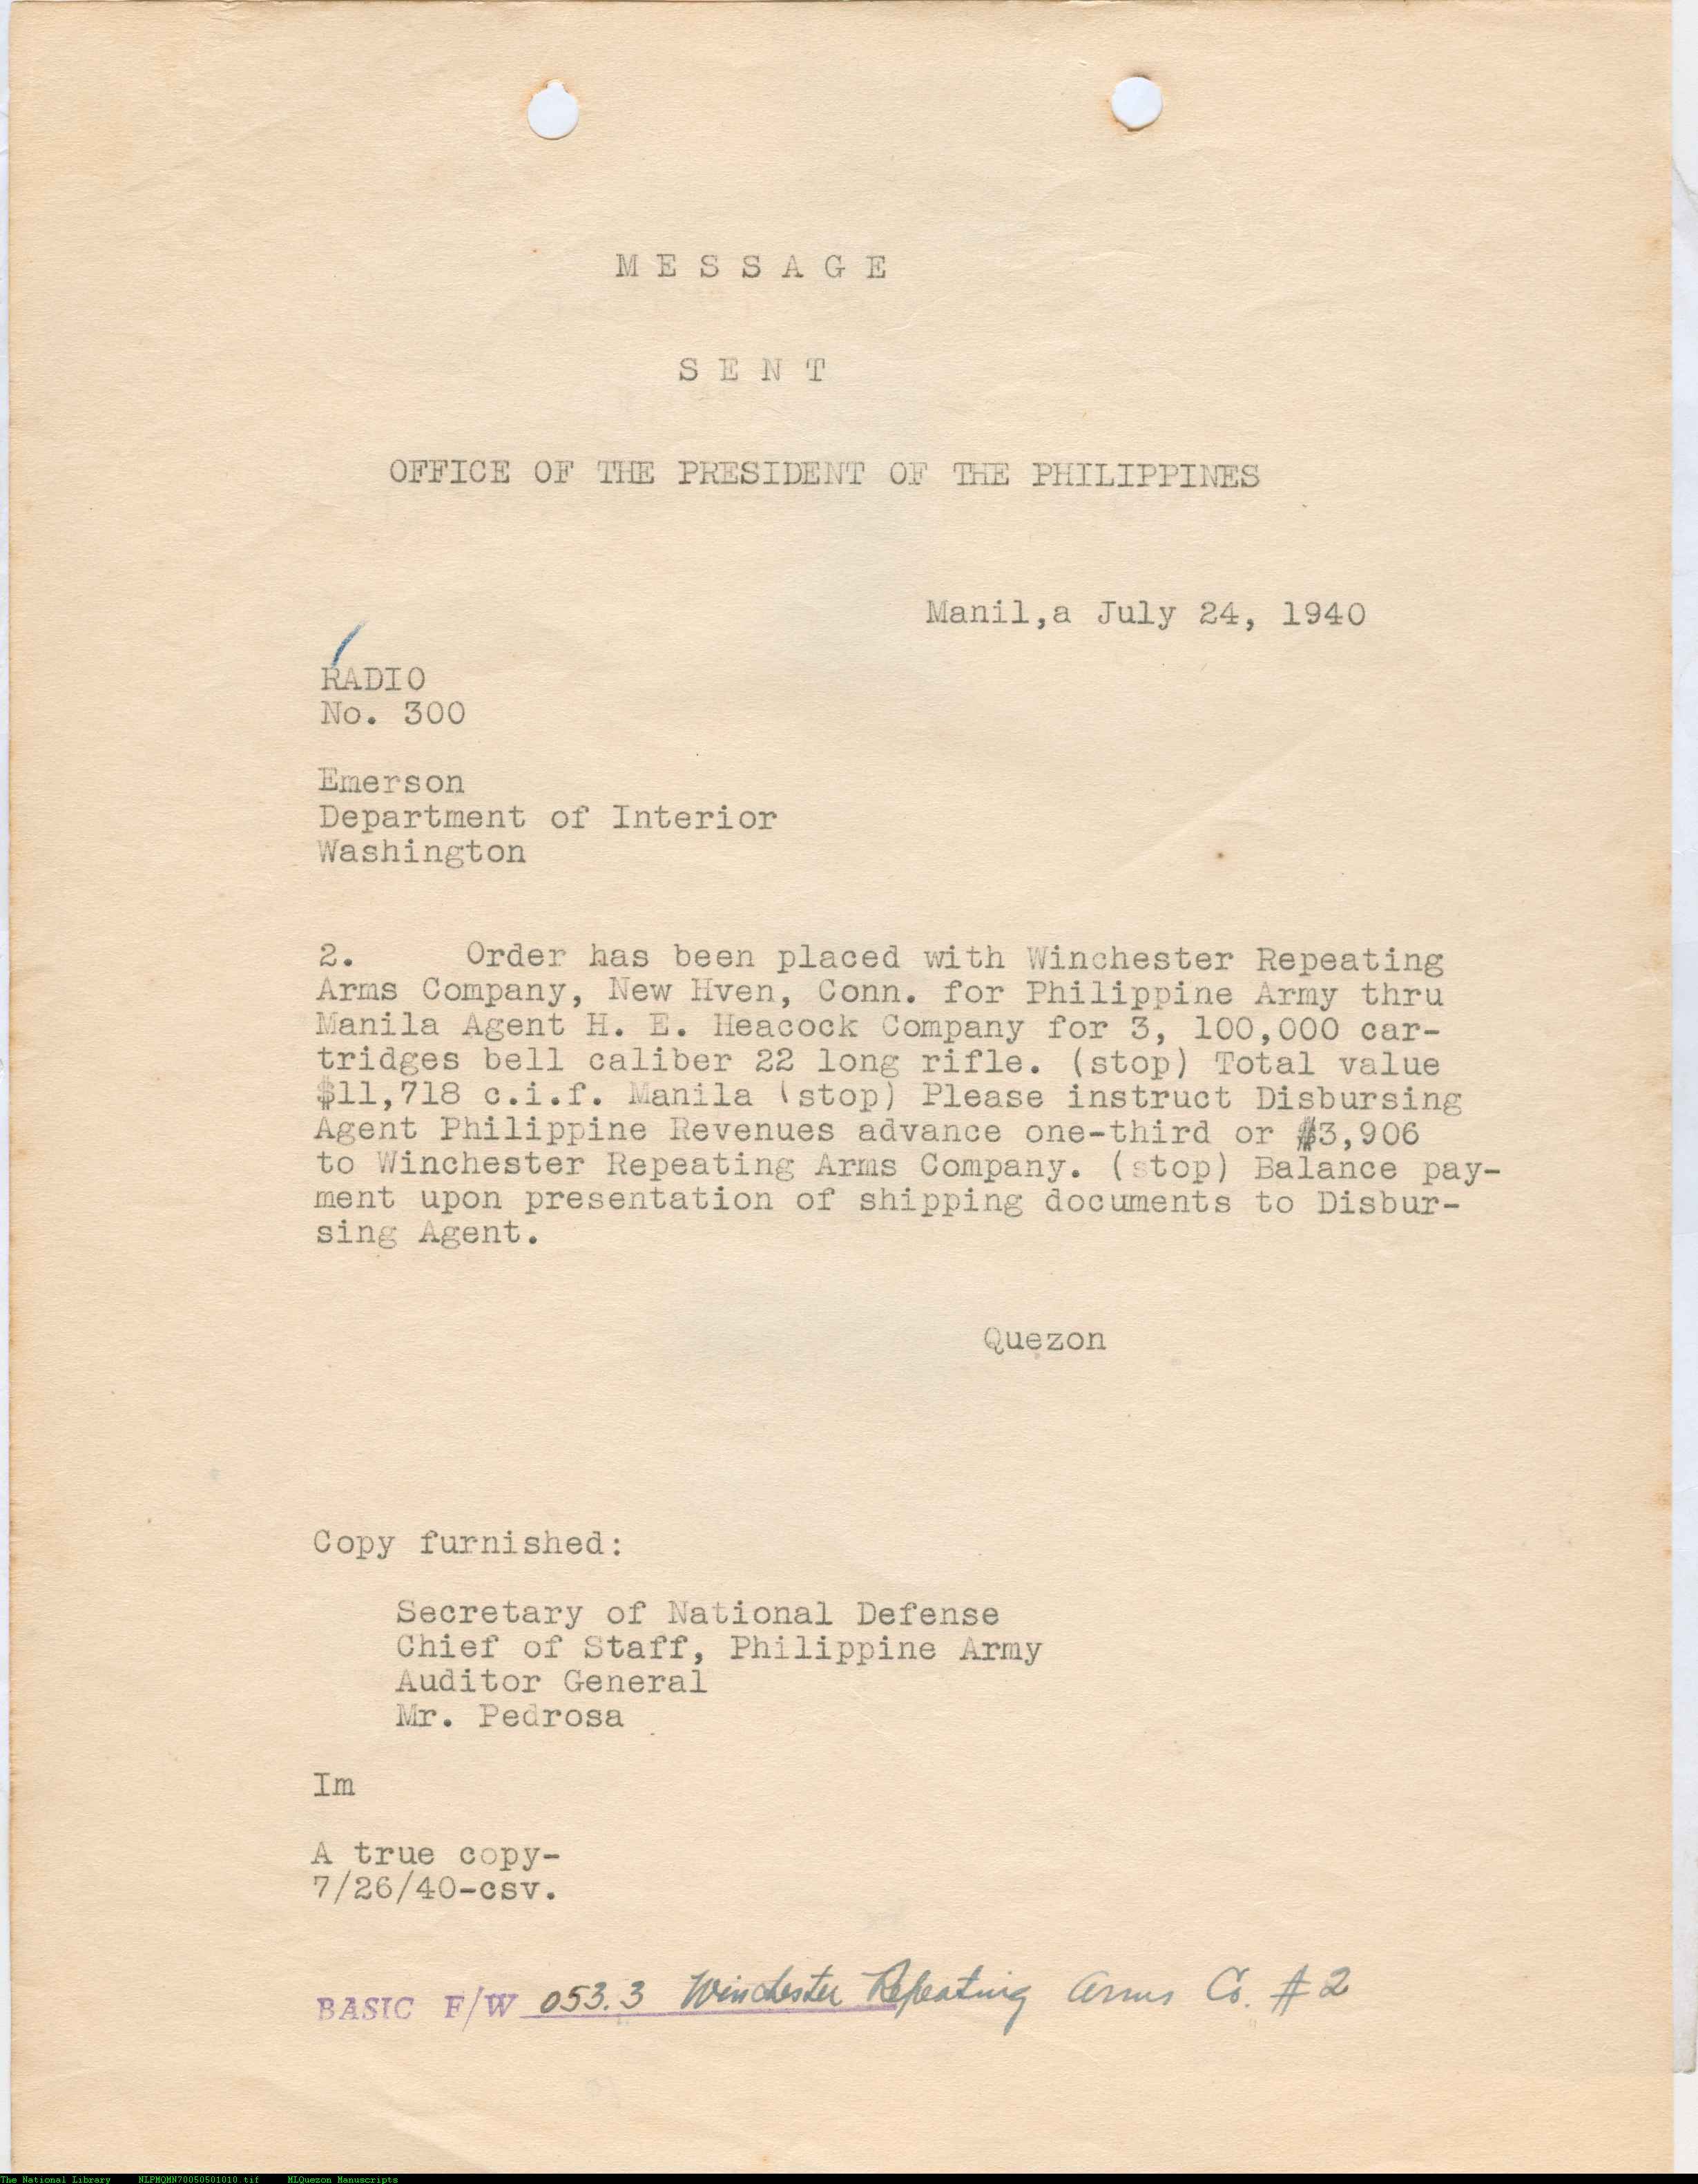 M E S S A G E
S E N T
OFFICE OF THE PRESIDENT OF THE PHILIPPINES
Manil,a July 24, 1940
RADIO
No. 300
Emerson
Department of Interior
Washington
2. Order has been placed with Winchester Repeating
Arms Company, New Hven, Conn. for Philippine Army thru
Manila Agent H. E. Heacock Company for 3, 100,000 car-
tridges bell caliber 22 long rifle. (stop) Total value
$11,718 c.i.f. Manila (stop) Please instruct Disbursing
Agent Philippine Revenues advance one-third or $3,906
to Winchester Repeating Arms Company. (stop) Balance pay-
ment upon presentation of shipping documents to Disbur-
sing Agent.
Quezon
Copy furnished:
Secretary of National Defense
Chief of Staff, Philippine Army
Auditor General
Mr. Pedrosa
Im
A true copy-
7/26/40-csv.
BASIC F/W 053.3 Winchester Repeating Arms Co. #2
The National Library NLPMQMN70050501010.tif MLQuezon Manuscripts